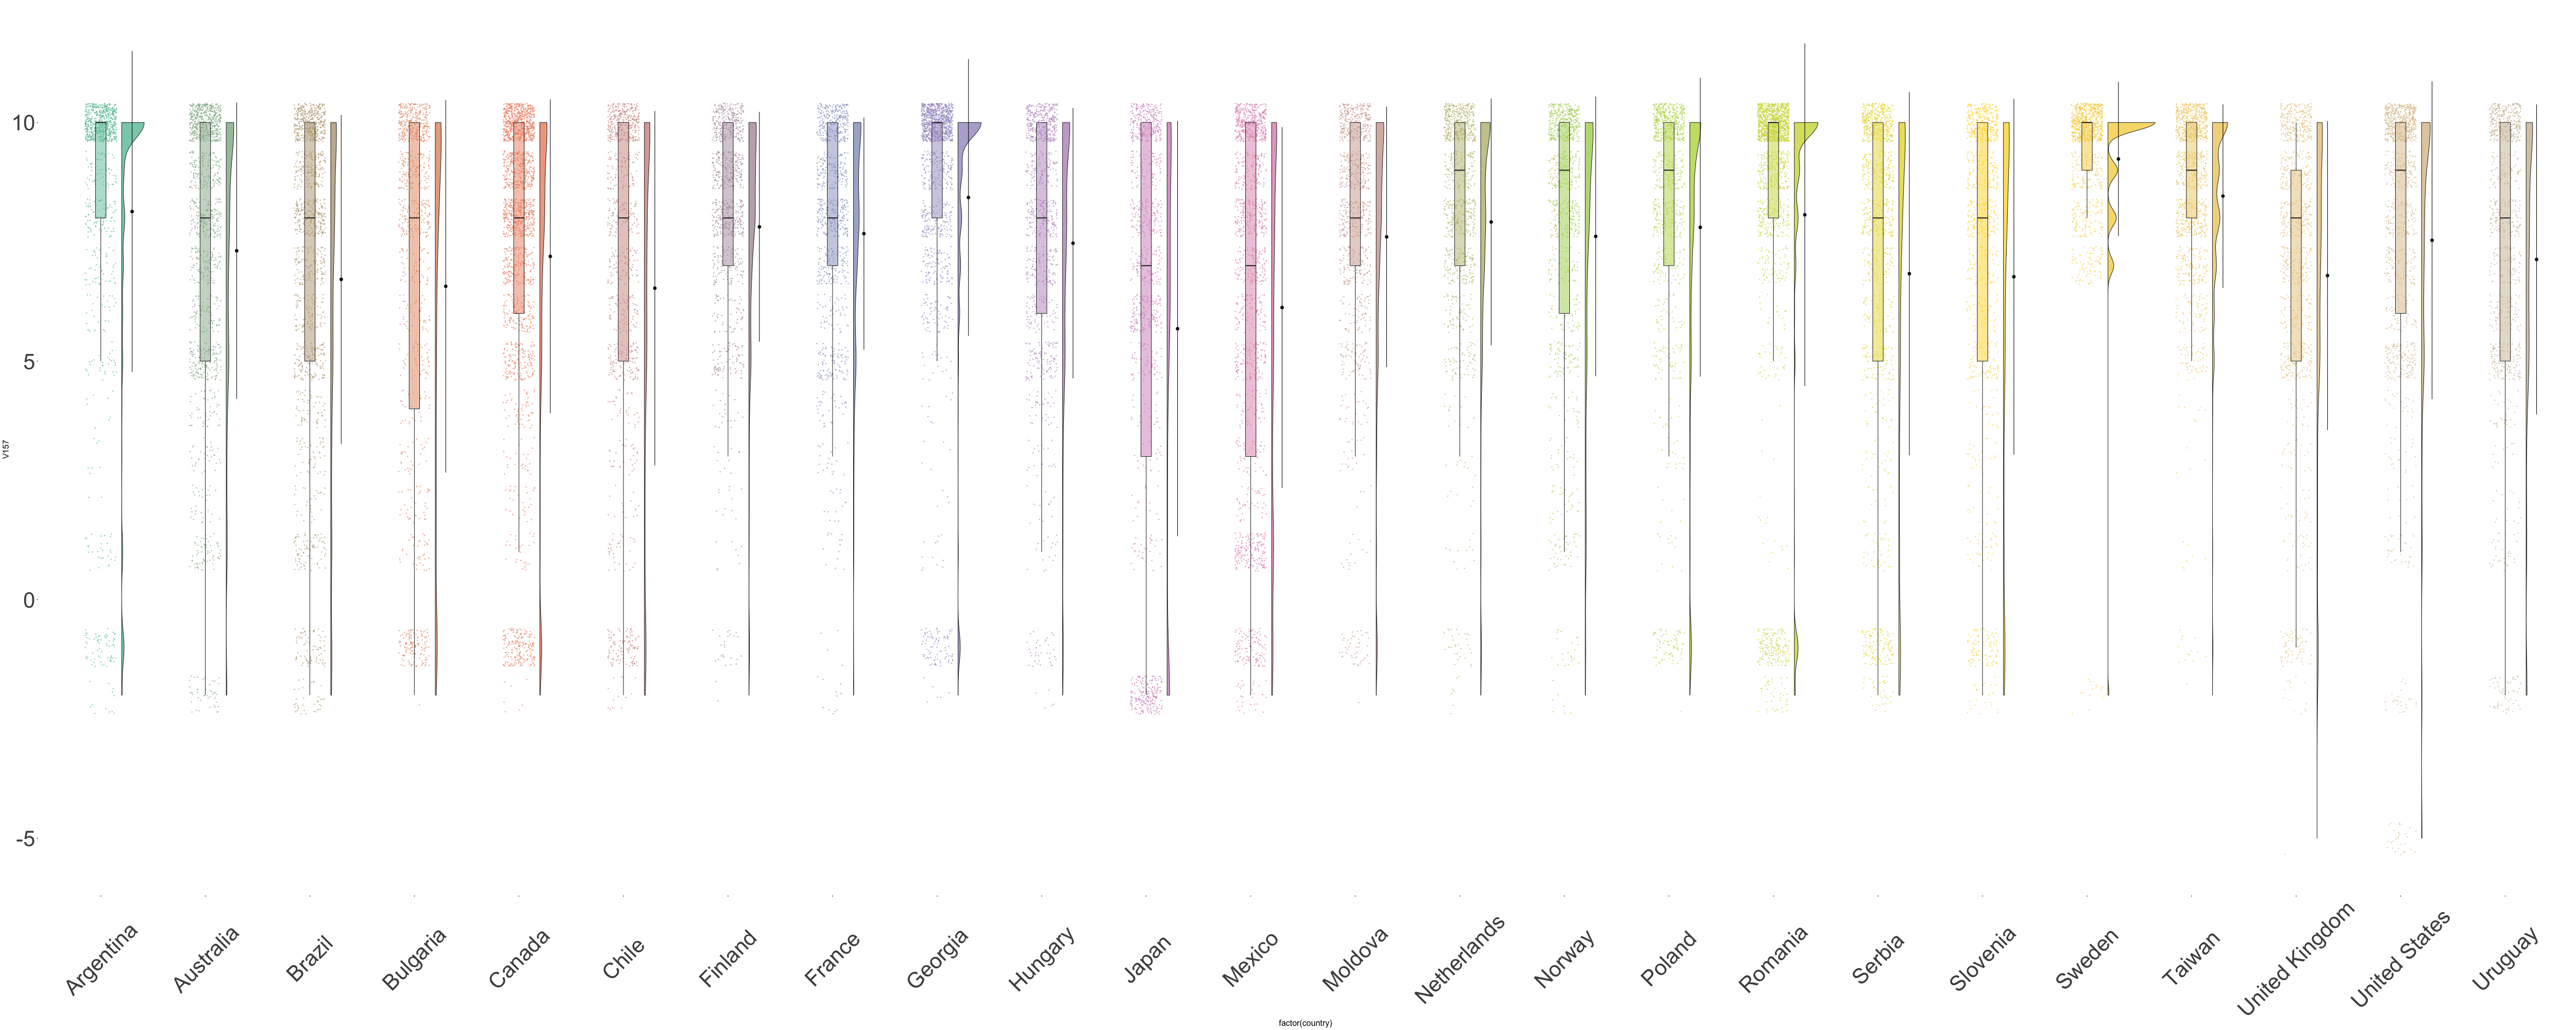 10
5
0
-5
V157
Argentina
Australia
Brazil
Bulgaria
Canada
Chile
Finland
France
Georgia
Hungary
Japan
Mexico
Moldova
Netherlands
Norway
Poland
Romania
Serbia
Slovenia
Sweden
Taiwan
United Kingdom
United States
Uruguay
factor(country)